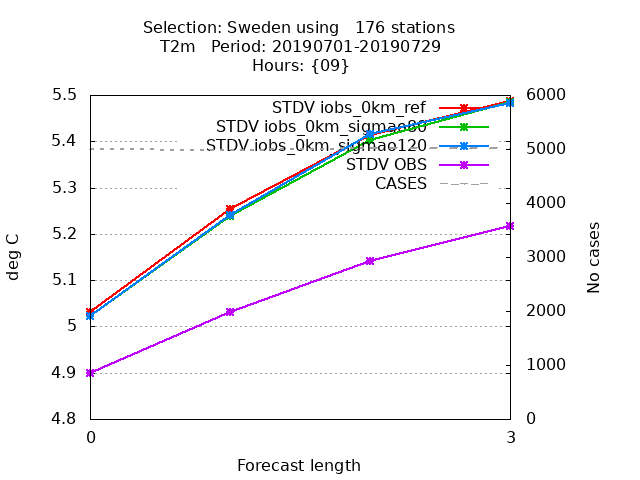 Selection: Sweden using   176 stations
T2m   Period: 20190701-20190729
Hours: {09}
5.5
5.4
5.3
5.2
5.1
5
4.9
4.8
6000
5000
4000
3000
2000
1000
0
STDV iobs_0km_ref
STDV iobs_0km_sigmao80
STDV iobs_0km_sigmao120
STDV OBS
CASES
deg C
No cases
0
3
Forecast length